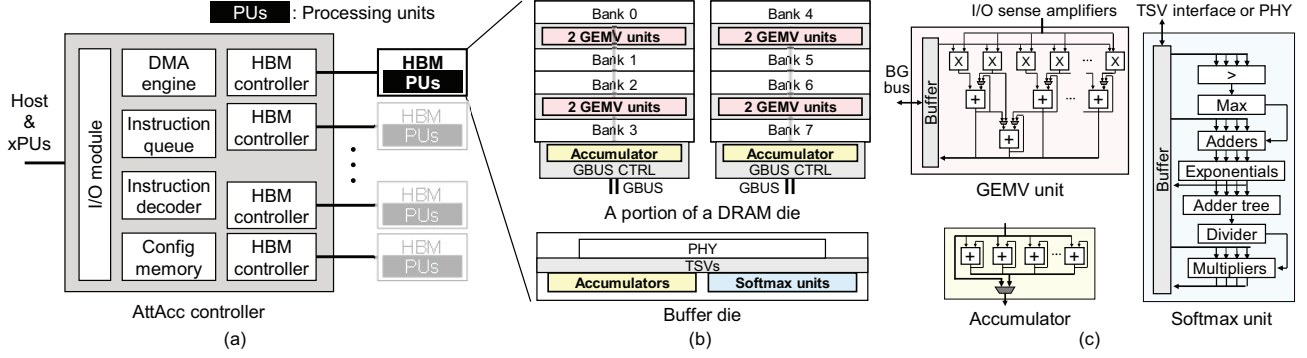 PUs : Processing units
Host
&
xPUs
I/O module
DMA
engine
Instruction
queue
Instruction
decoder
Config
memory
HBM
controller
HBM
controller
HBM
controller
HBM
controller
HBM
PUs
HBM
PUs
HBM
PUs
HBM
PUs
AttAcc controller
(a)
Bank 0
2 GEMV units
Bank 1
Bank 2
2 GEMV units
Bank 3
Accumulator
GBUS CTRL
GBUS
Bank 4
2 GEMV units
Bank 5
Bank 6
2 GEMV units
Bank 7
Accumulator
GBUS CTRL
GBUS
A portion of a DRAM die
PHY
TSVs
Accumulators
Softmax units
Buffer die
(b)
I/O sense amplifiers
BG
bus
Buffer
X X X X ... X
+ + ... +
+
GEMV unit
+ + + ... +
Accumulator
TSV interface or PHY
Buffer
>
Max
Adders
Exponentials
Adder tree
Divider
Multipliers
Softmax unit
(c)